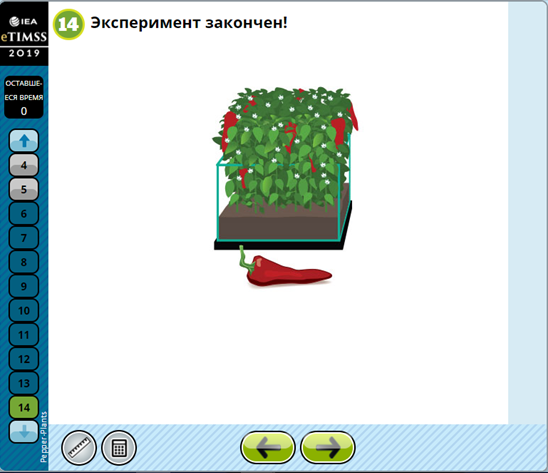 IEA
eTIMSS
2019
ОСТАВШЕ-
ЕСЯ ВРЕМЯ
0
4
5
6
7
8
9
10
11
12
13
14
Pepper Plants
14 Эксперимент закончен!